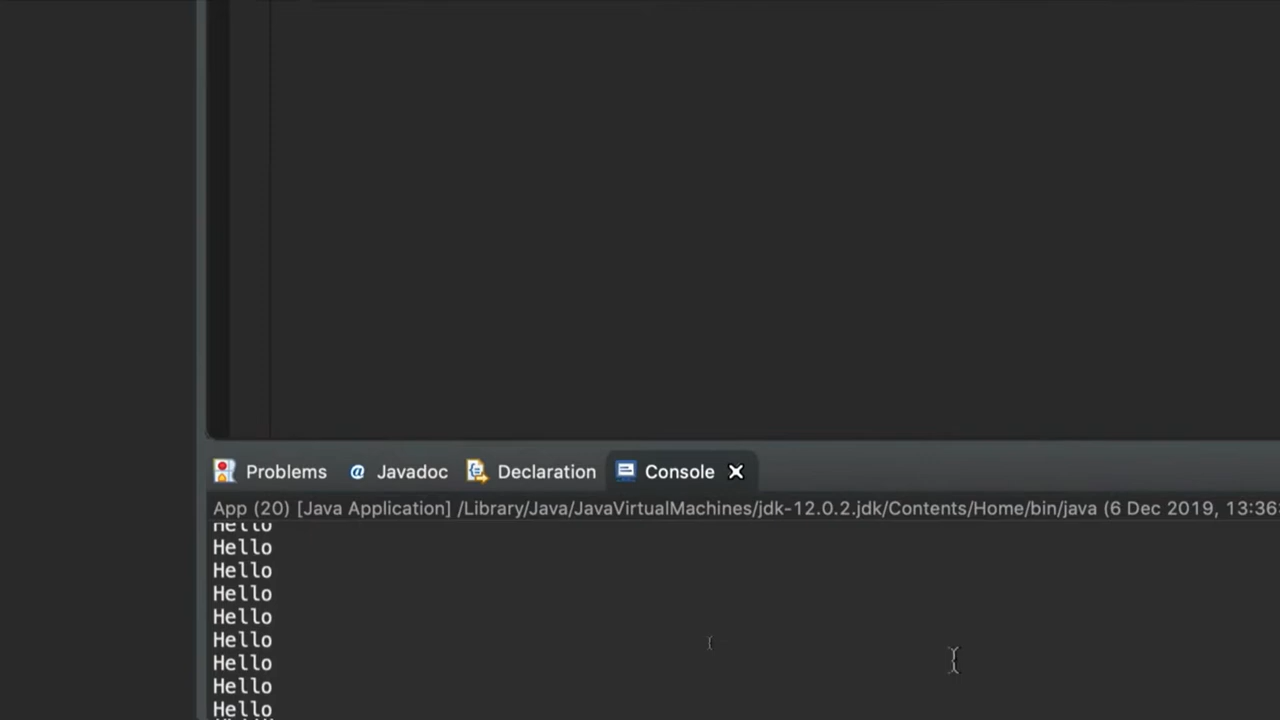 Problems @ Javadoc Declaration Console
App (20) [Java Application] /Library/Java/JavaVirtualMachines/jdk-12.0.2.jdk/Contents/Home/bin/java (6 Dec 2019, 13:36:
Hello
Hello
Hello
Hello
Hello
Hello
Hello
Hello
Hello